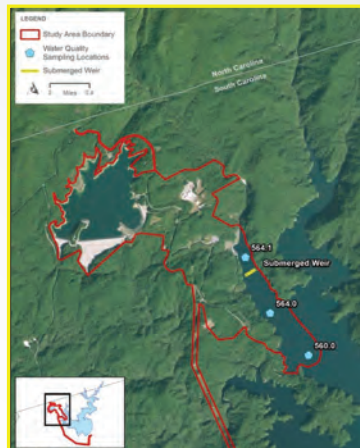 LEGEND
Study Area Boundary
Water Quality
Sampling Locations
Submerged Weir
Miles
North Carolina
South Carolina
564.1
Submerged Weir
564.0
560.0